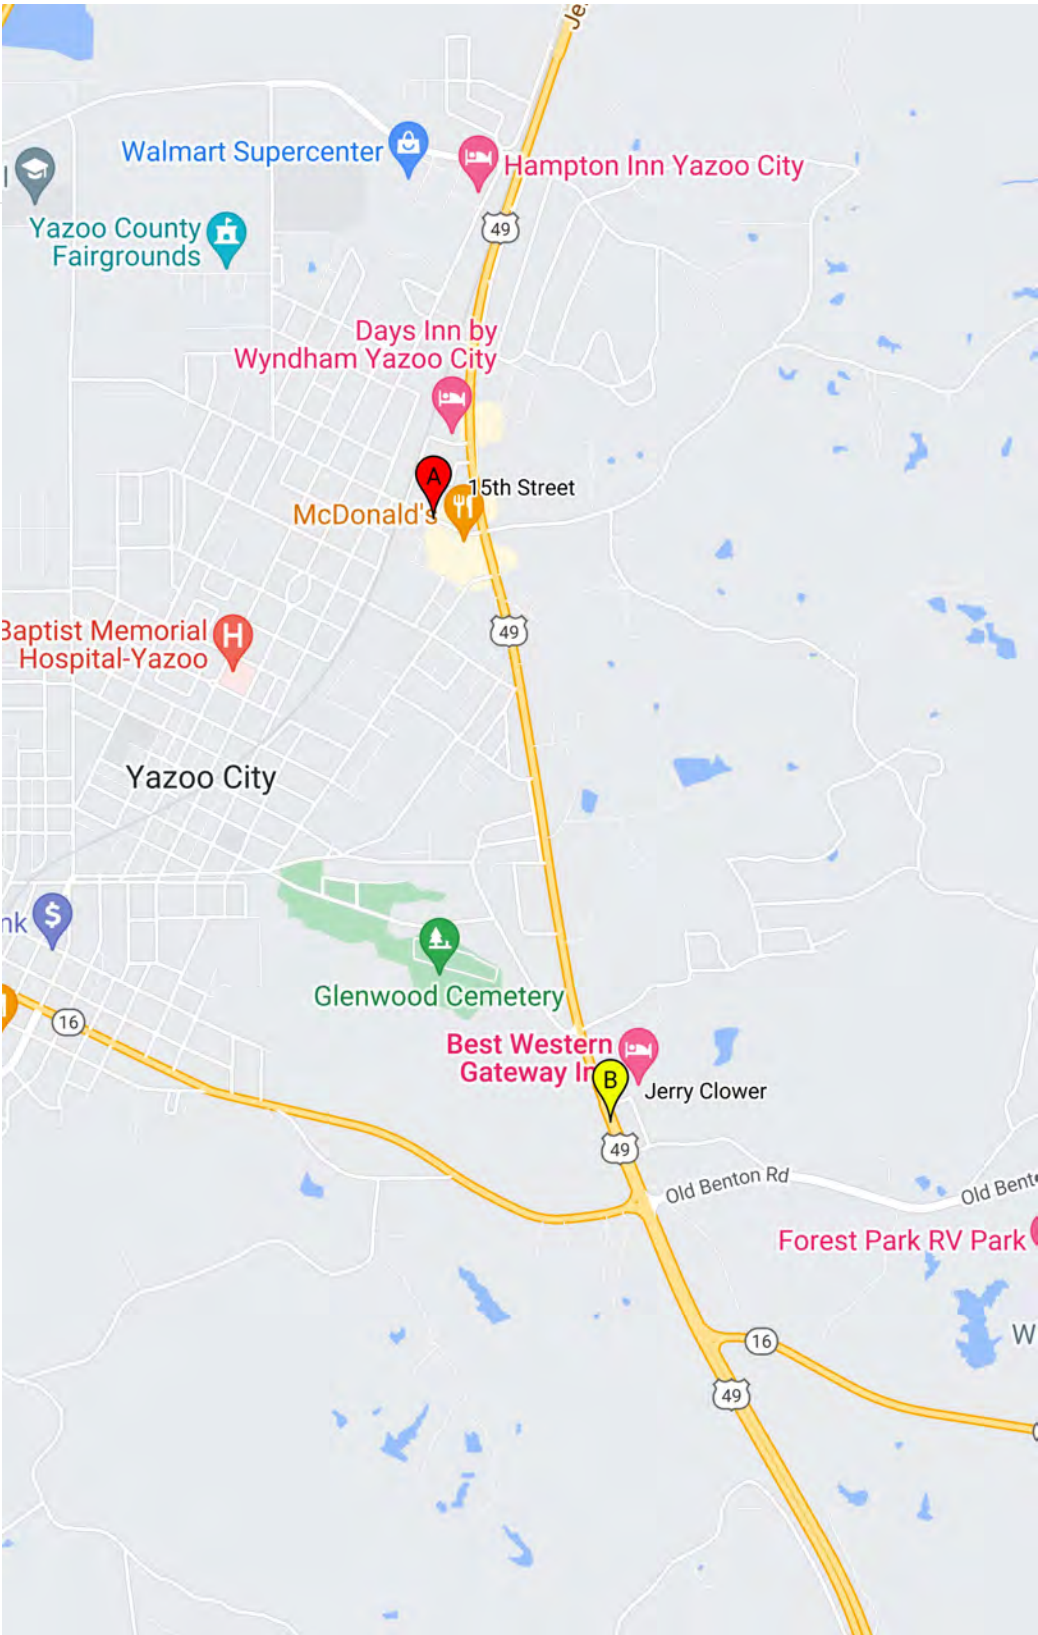 Je
Walmart Supercenter
Hampton Inn Yazoo City
l
49
Yazoo County
Fairgrounds
Days Inn by
Wyndham Yazoo City
A
15th Street
McDonald's
49
Baptist Memorial
Hospital-Yazoo
H
Yazoo City
nk
$
Glenwood Cemetery
16
Best Western
Gateway In
B
Jerry Clower
49
Old Benton Rd
Old Bent
Forest Park RV Park
W
16
49